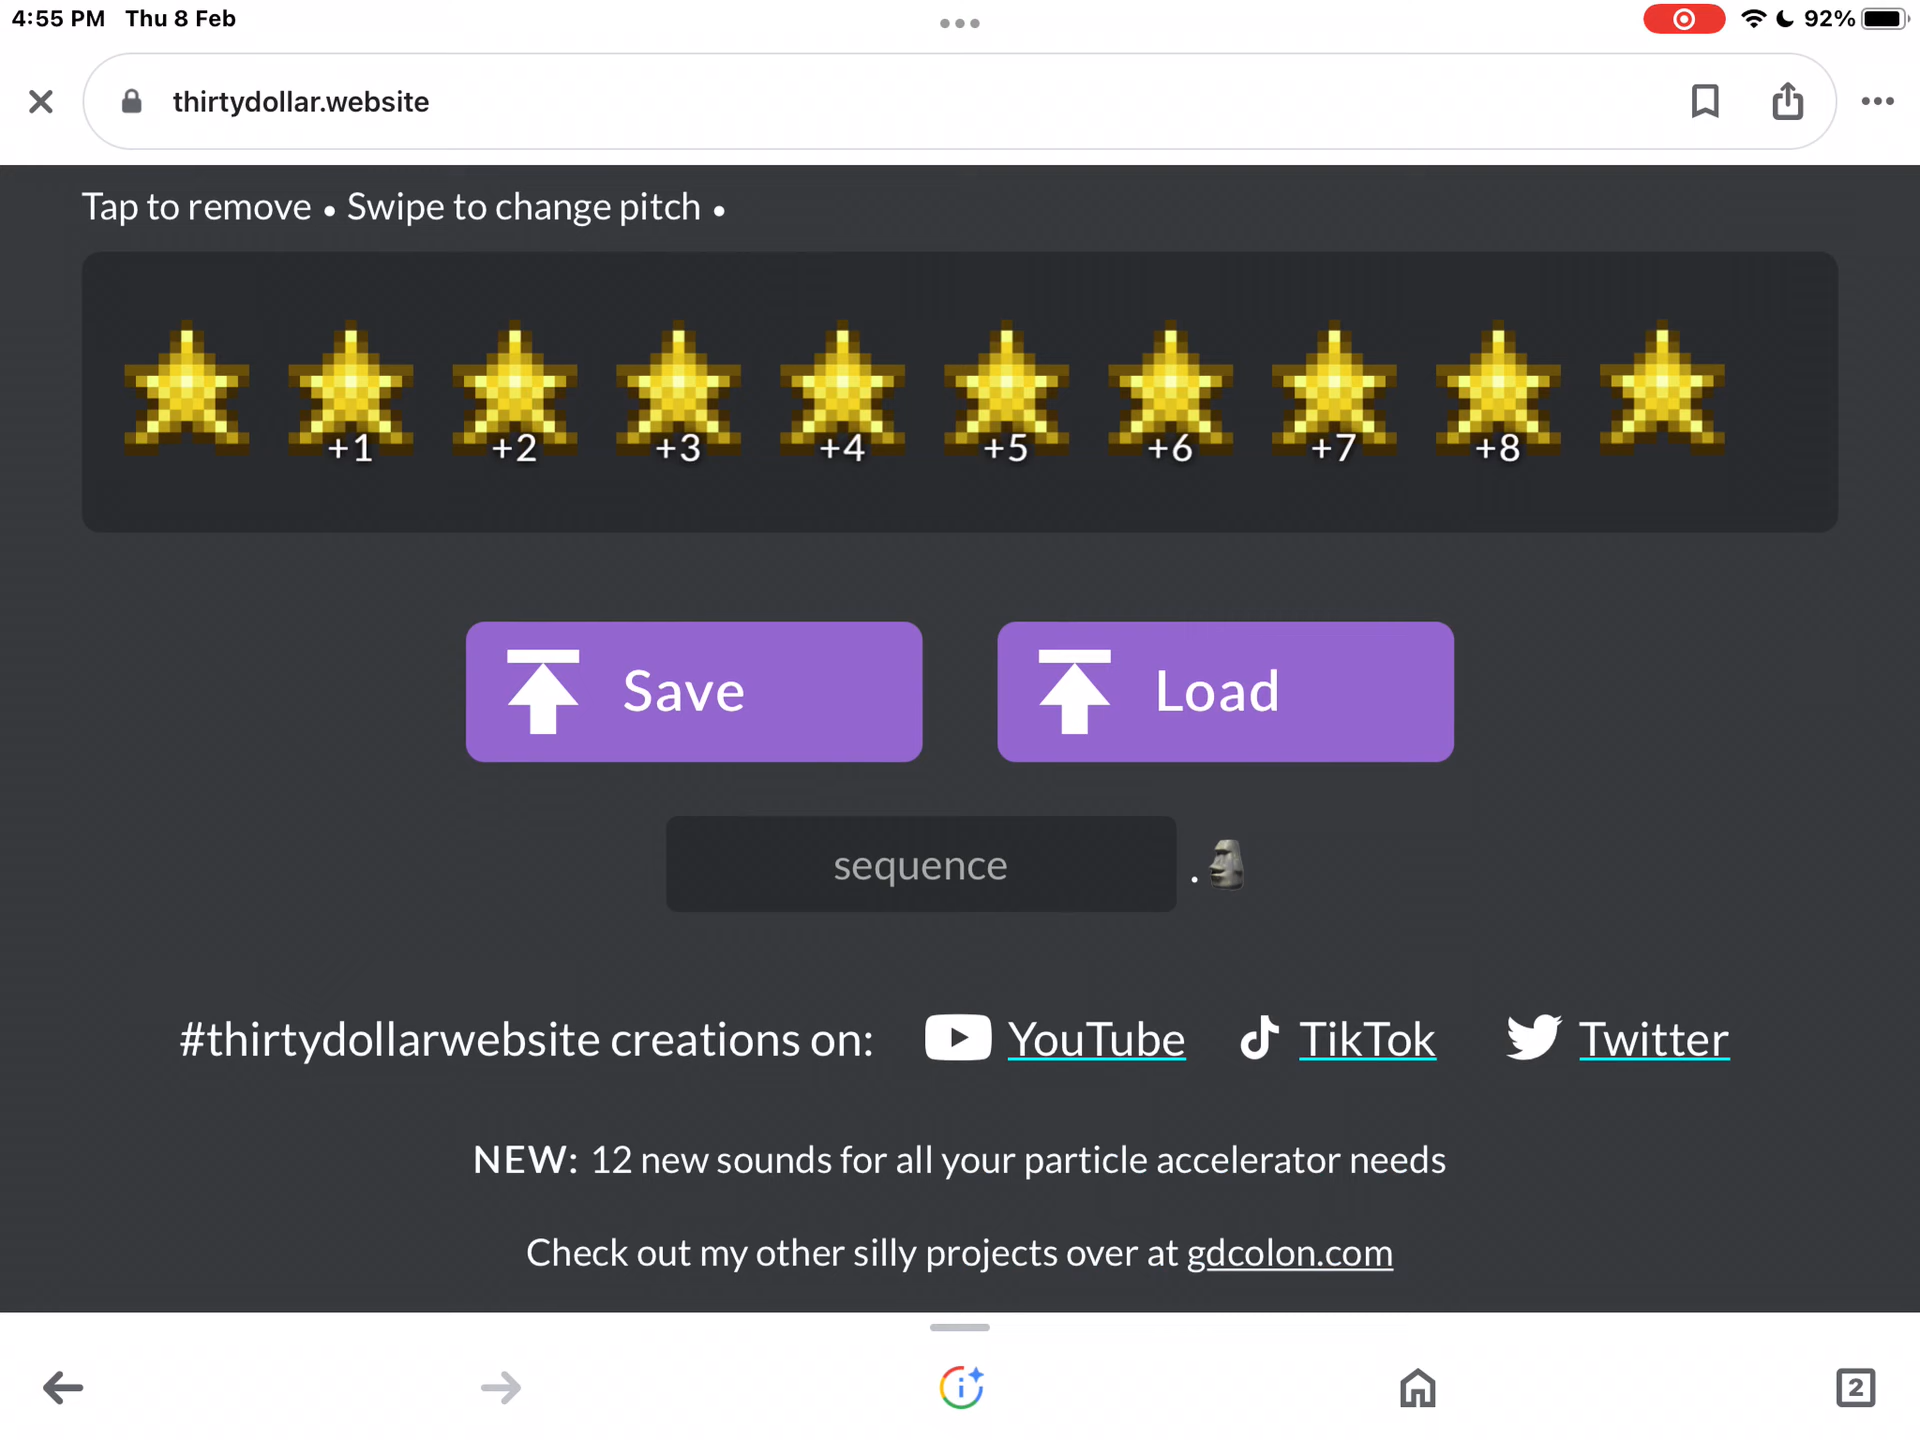 4:55 PM Thu 8 Feb
92%
thirtydollar.website
Tap to remove • Swipe to change pitch •
+1 +2 +3 +4 +5 +6 +7 +8
Save Load
sequence .
#thirtydollarwebsite creations on: YouTube TikTok Twitter
NEW: 12 new sounds for all your particle accelerator needs
Check out my other silly projects over at gdcolon.com
2